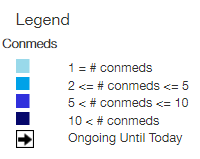 Legend
Conmeds
1 = # conmeds
2 <= # conmeds <= 5
5 < # conmeds <= 10
10 < # conmeds
Ongoing Until Today